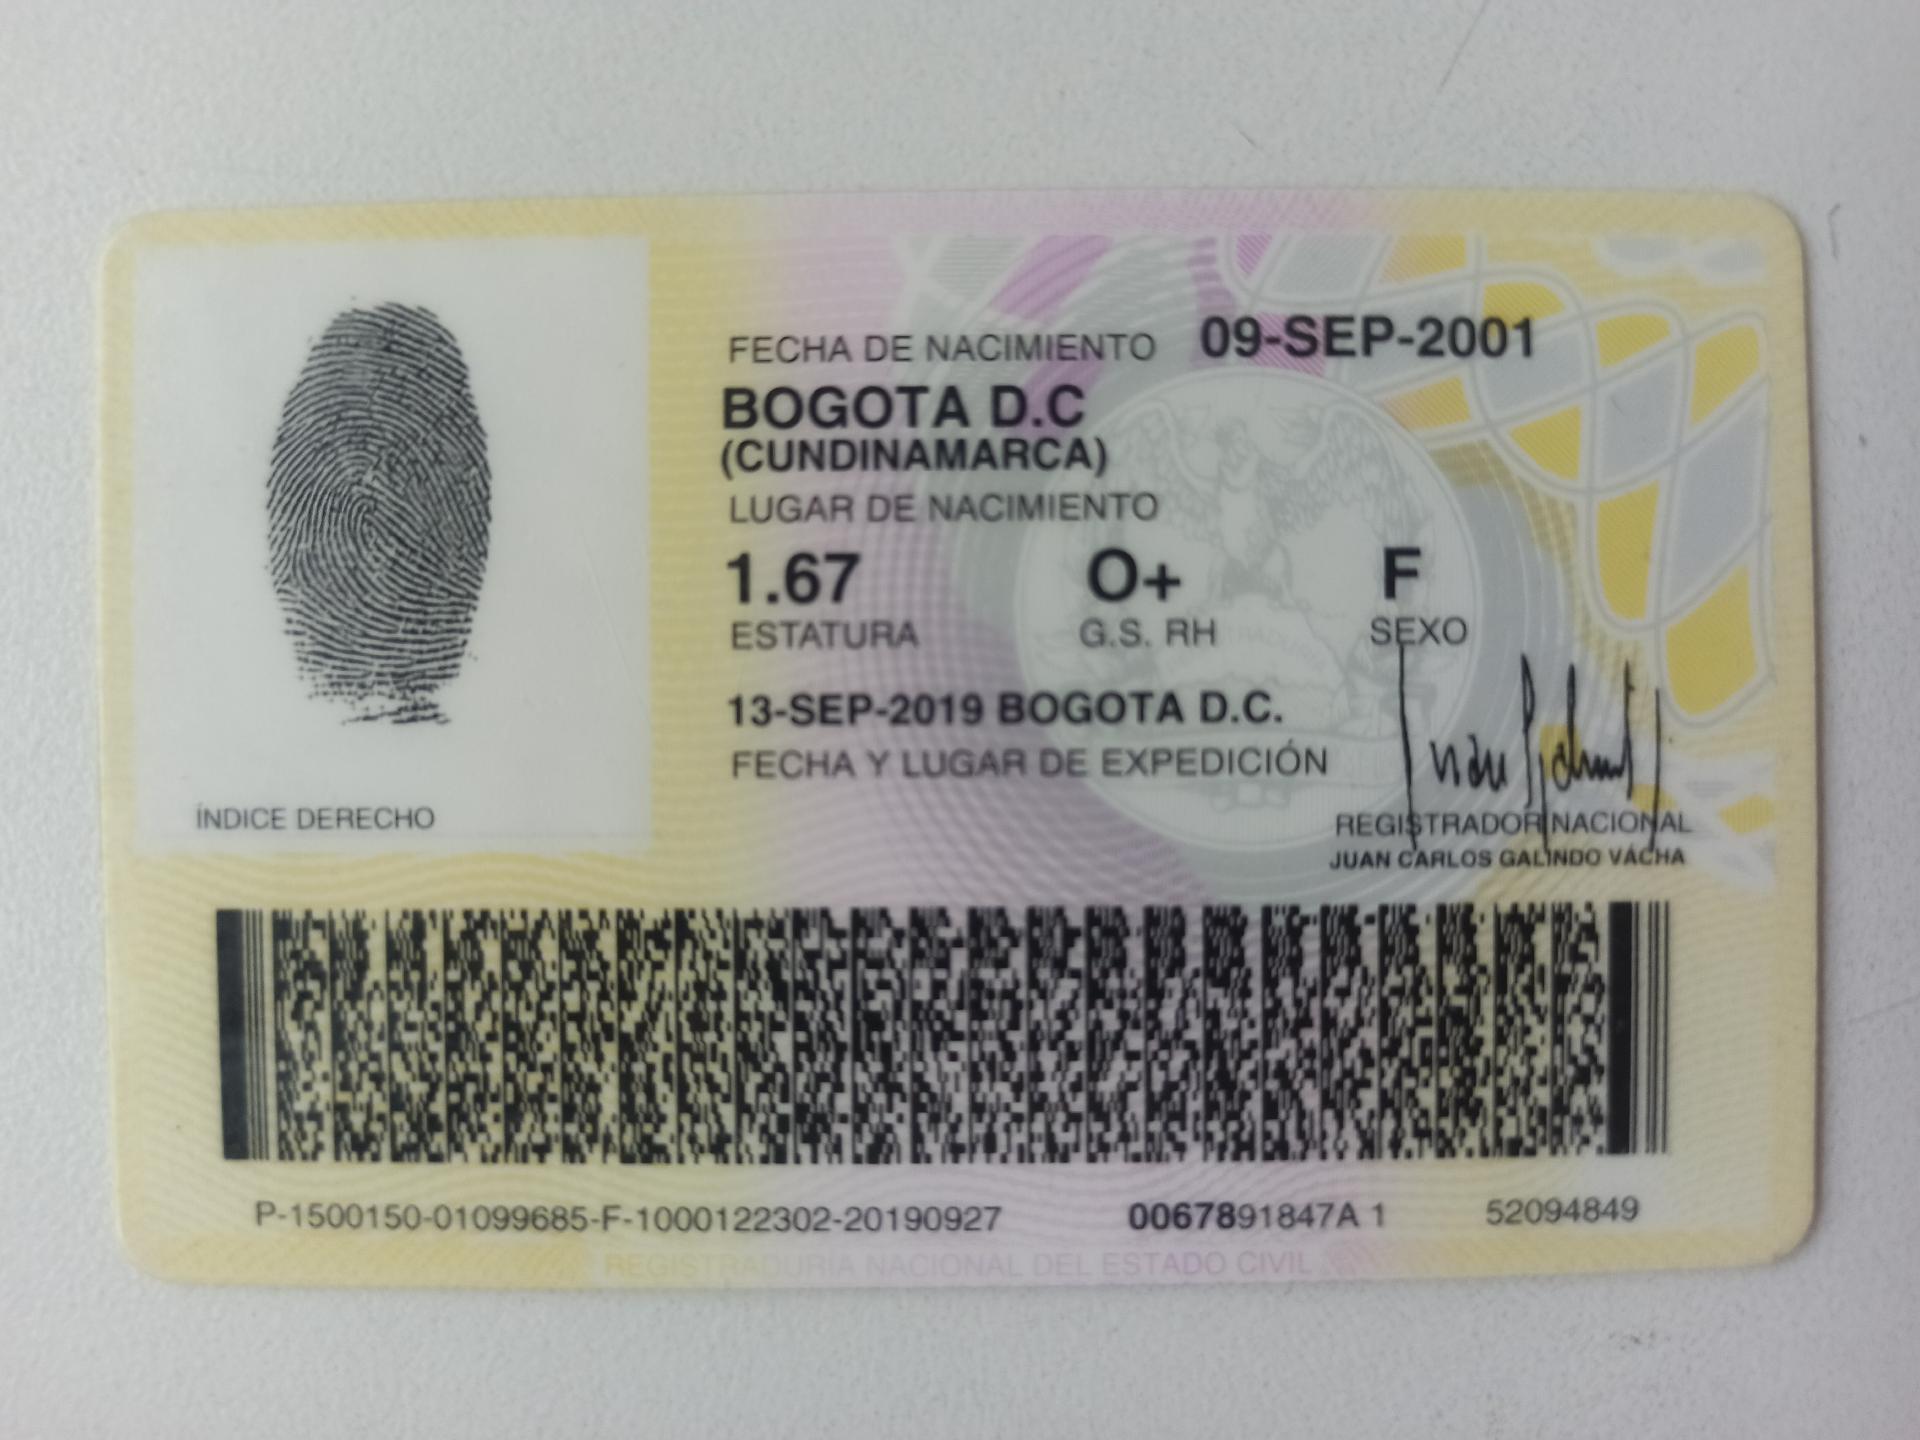 FECHA DE NACIMIENTO 09-SEP-2001
BOGOTA D.C
(CUNDINAMARCA)
LUGAR DE NACIMIENTO
1.67 O+ F
ESTATURA G.S. RH SEXO
13-SEP-2019 BOGOTA D.C.
FECHA Y LUGAR DE EXPEDICIÓN
ÍNDICE DERECHO
REGISTRADOR NACIONAL
JUAN CARLOS GALINDO VÁCHA
P-1500150-01099685-F-1000122302-20190927 0067891847A 1 52094849
REGISTRADURIA NACIONAL DEL ESTADO CIVIL